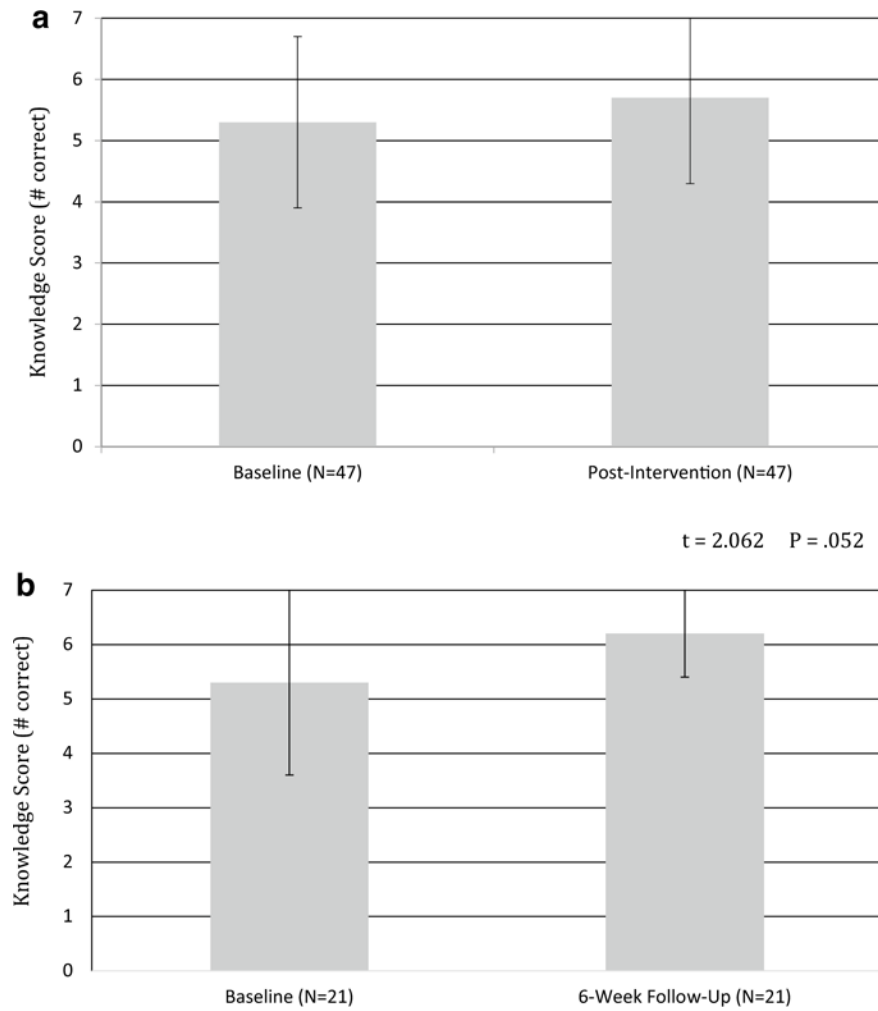 a
7
6
5
4
3
2
1
0
Knowledge Score (# correct)
Baseline (N=47) Post-Intervention (N=47)
t = 2.062 P = .052
b
7
6
5
4
3
2
1
0
Knowledge Score (# correct)
Baseline (N=21) 6-Week Follow-Up (N=21)